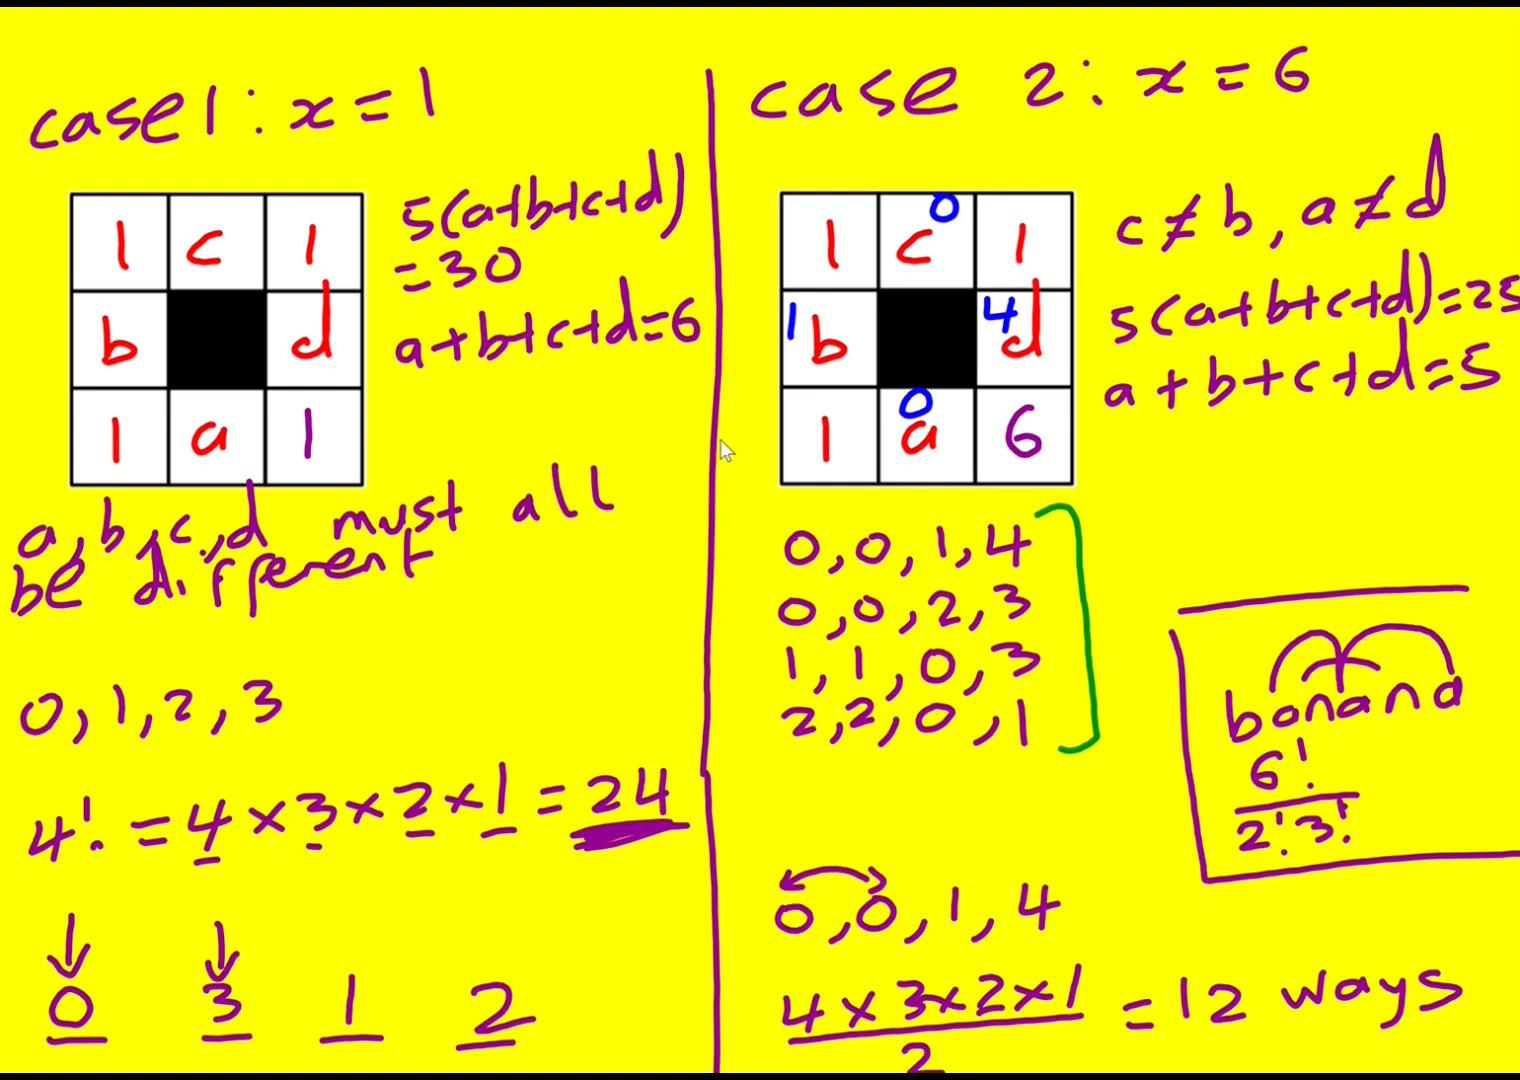 case 1 : x = 1
1 c 1
b d
1 a 1
5(a+b+c+d)
= 30
a+b+c+d=6
a, b, c, d must all
be different
0, 1, 2, 3
4! = 4 × 3 × 2 × 1 = 24
0 3 1 2
case 2 : x = 6
1 c 0 1
1 b 4 d
1 0 a 6
c ≠ b, a ≠ d
5(a+b+c+d)=25
a + b + c + d = 5
0, 0, 1, 4
0, 0, 2, 3
1, 1, 0, 3
2, 2, 0, 1
banana
6!
2! 3!
0, 0, 1, 4
4 × 3 × 2 × 1 = 12 ways
2